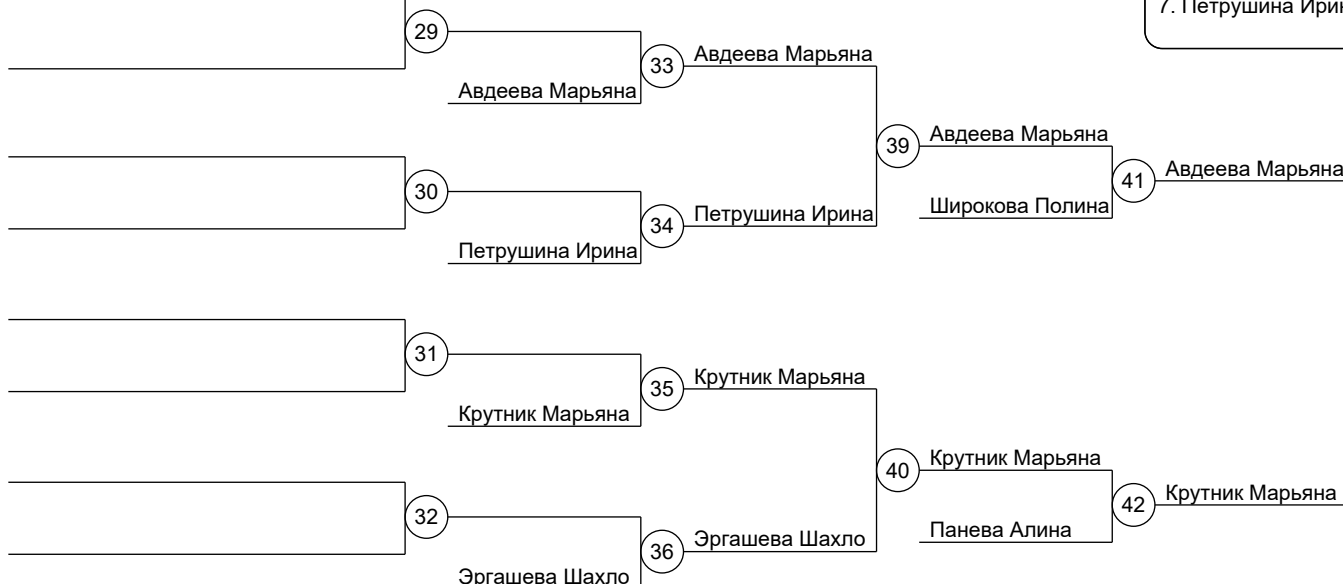 7. Петрушина
29
Авдеева Марьяна
33
Авдеева Марьяна
Авдеева Марьяна
39
Авдеева Марьяна
41
Широкова Полина
30
34
Петрушина Ирина
Петрушина Ирина
31
35
Крутник Марьяна
Крутник Марьяна
Крутник Марьяна
40
Крутник Марьяна
42
Панева Алина
32
36
Эргашева Шахло
Эргашева Шахло